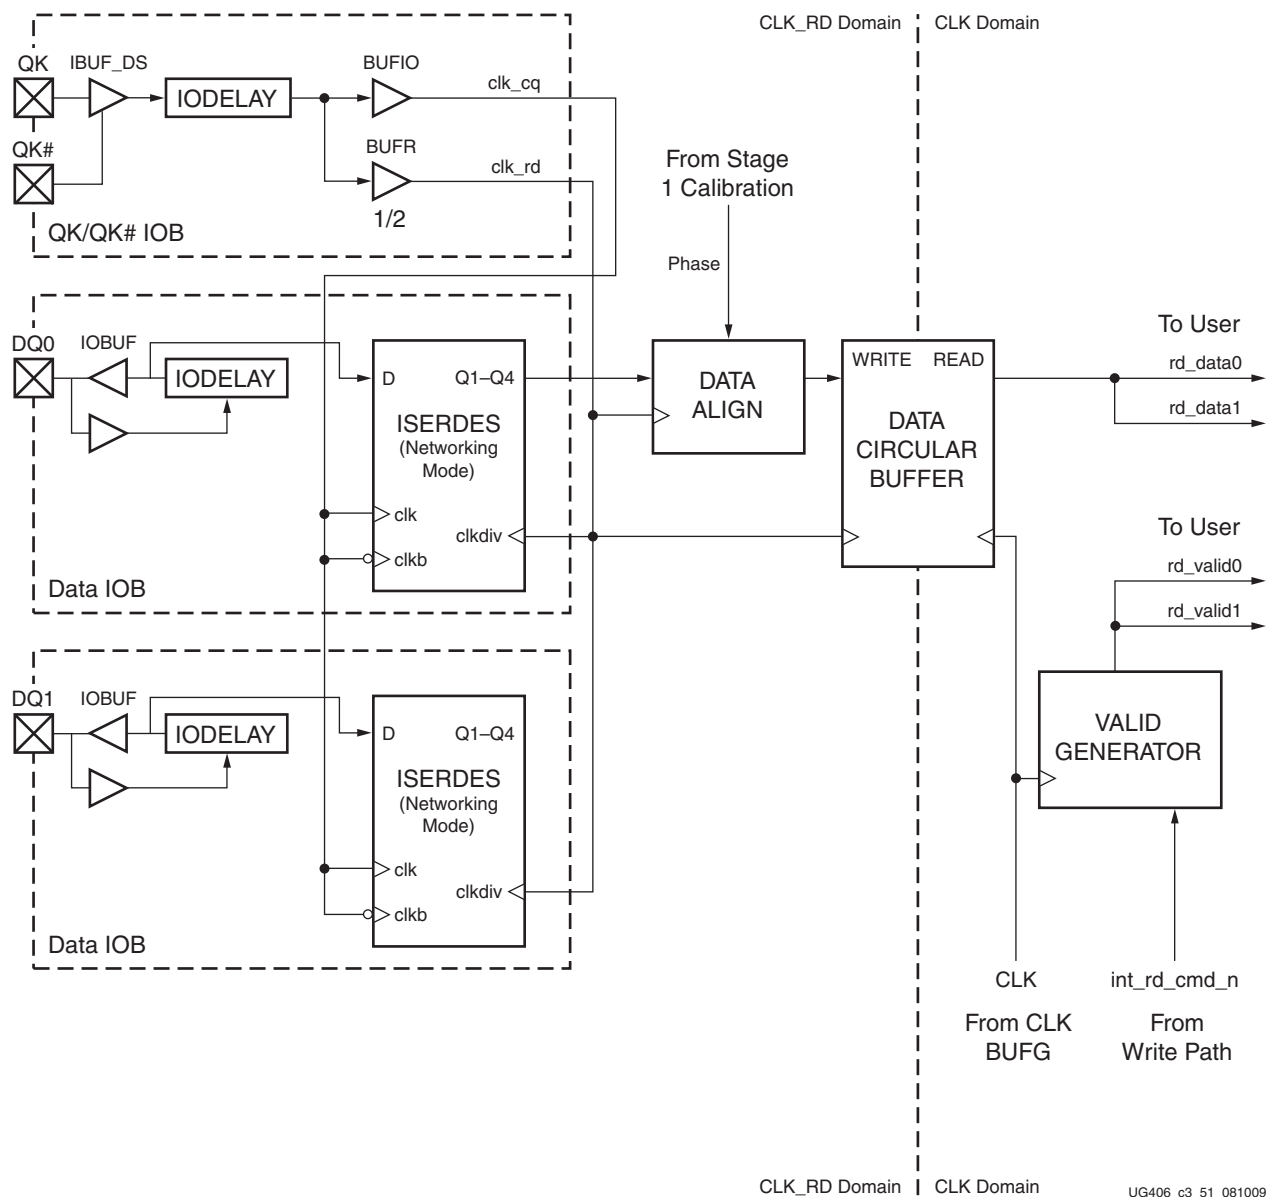 CLK_RD Domain
CLK Domain
QK
IBUF_DS
IODELAY
BUFIO
clk_cq
QK#
BUFR
clk_rd
1/2
QK/QK# IOB
From Stage
1 Calibration
Phase
DQ0
IOBUF
IODELAY
D
Q1–Q4
ISERDES
(Networking
Mode)
clk
clkdiv
clkb
Data IOB
DATA
ALIGN
WRITE
READ
DATA
CIRCULAR
BUFFER
To User
rd_data0
rd_data1
To User
rd_valid0
rd_valid1
DQ1
IOBUF
IODELAY
D
Q1–Q4
ISERDES
(Networking
Mode)
clk
clkdiv
clkb
Data IOB
VALID
GENERATOR
CLK
From CLK
BUFG
int_rd_cmd_n
From
Write Path
CLK_RD Domain
CLK Domain
UG406_c3_51_081009